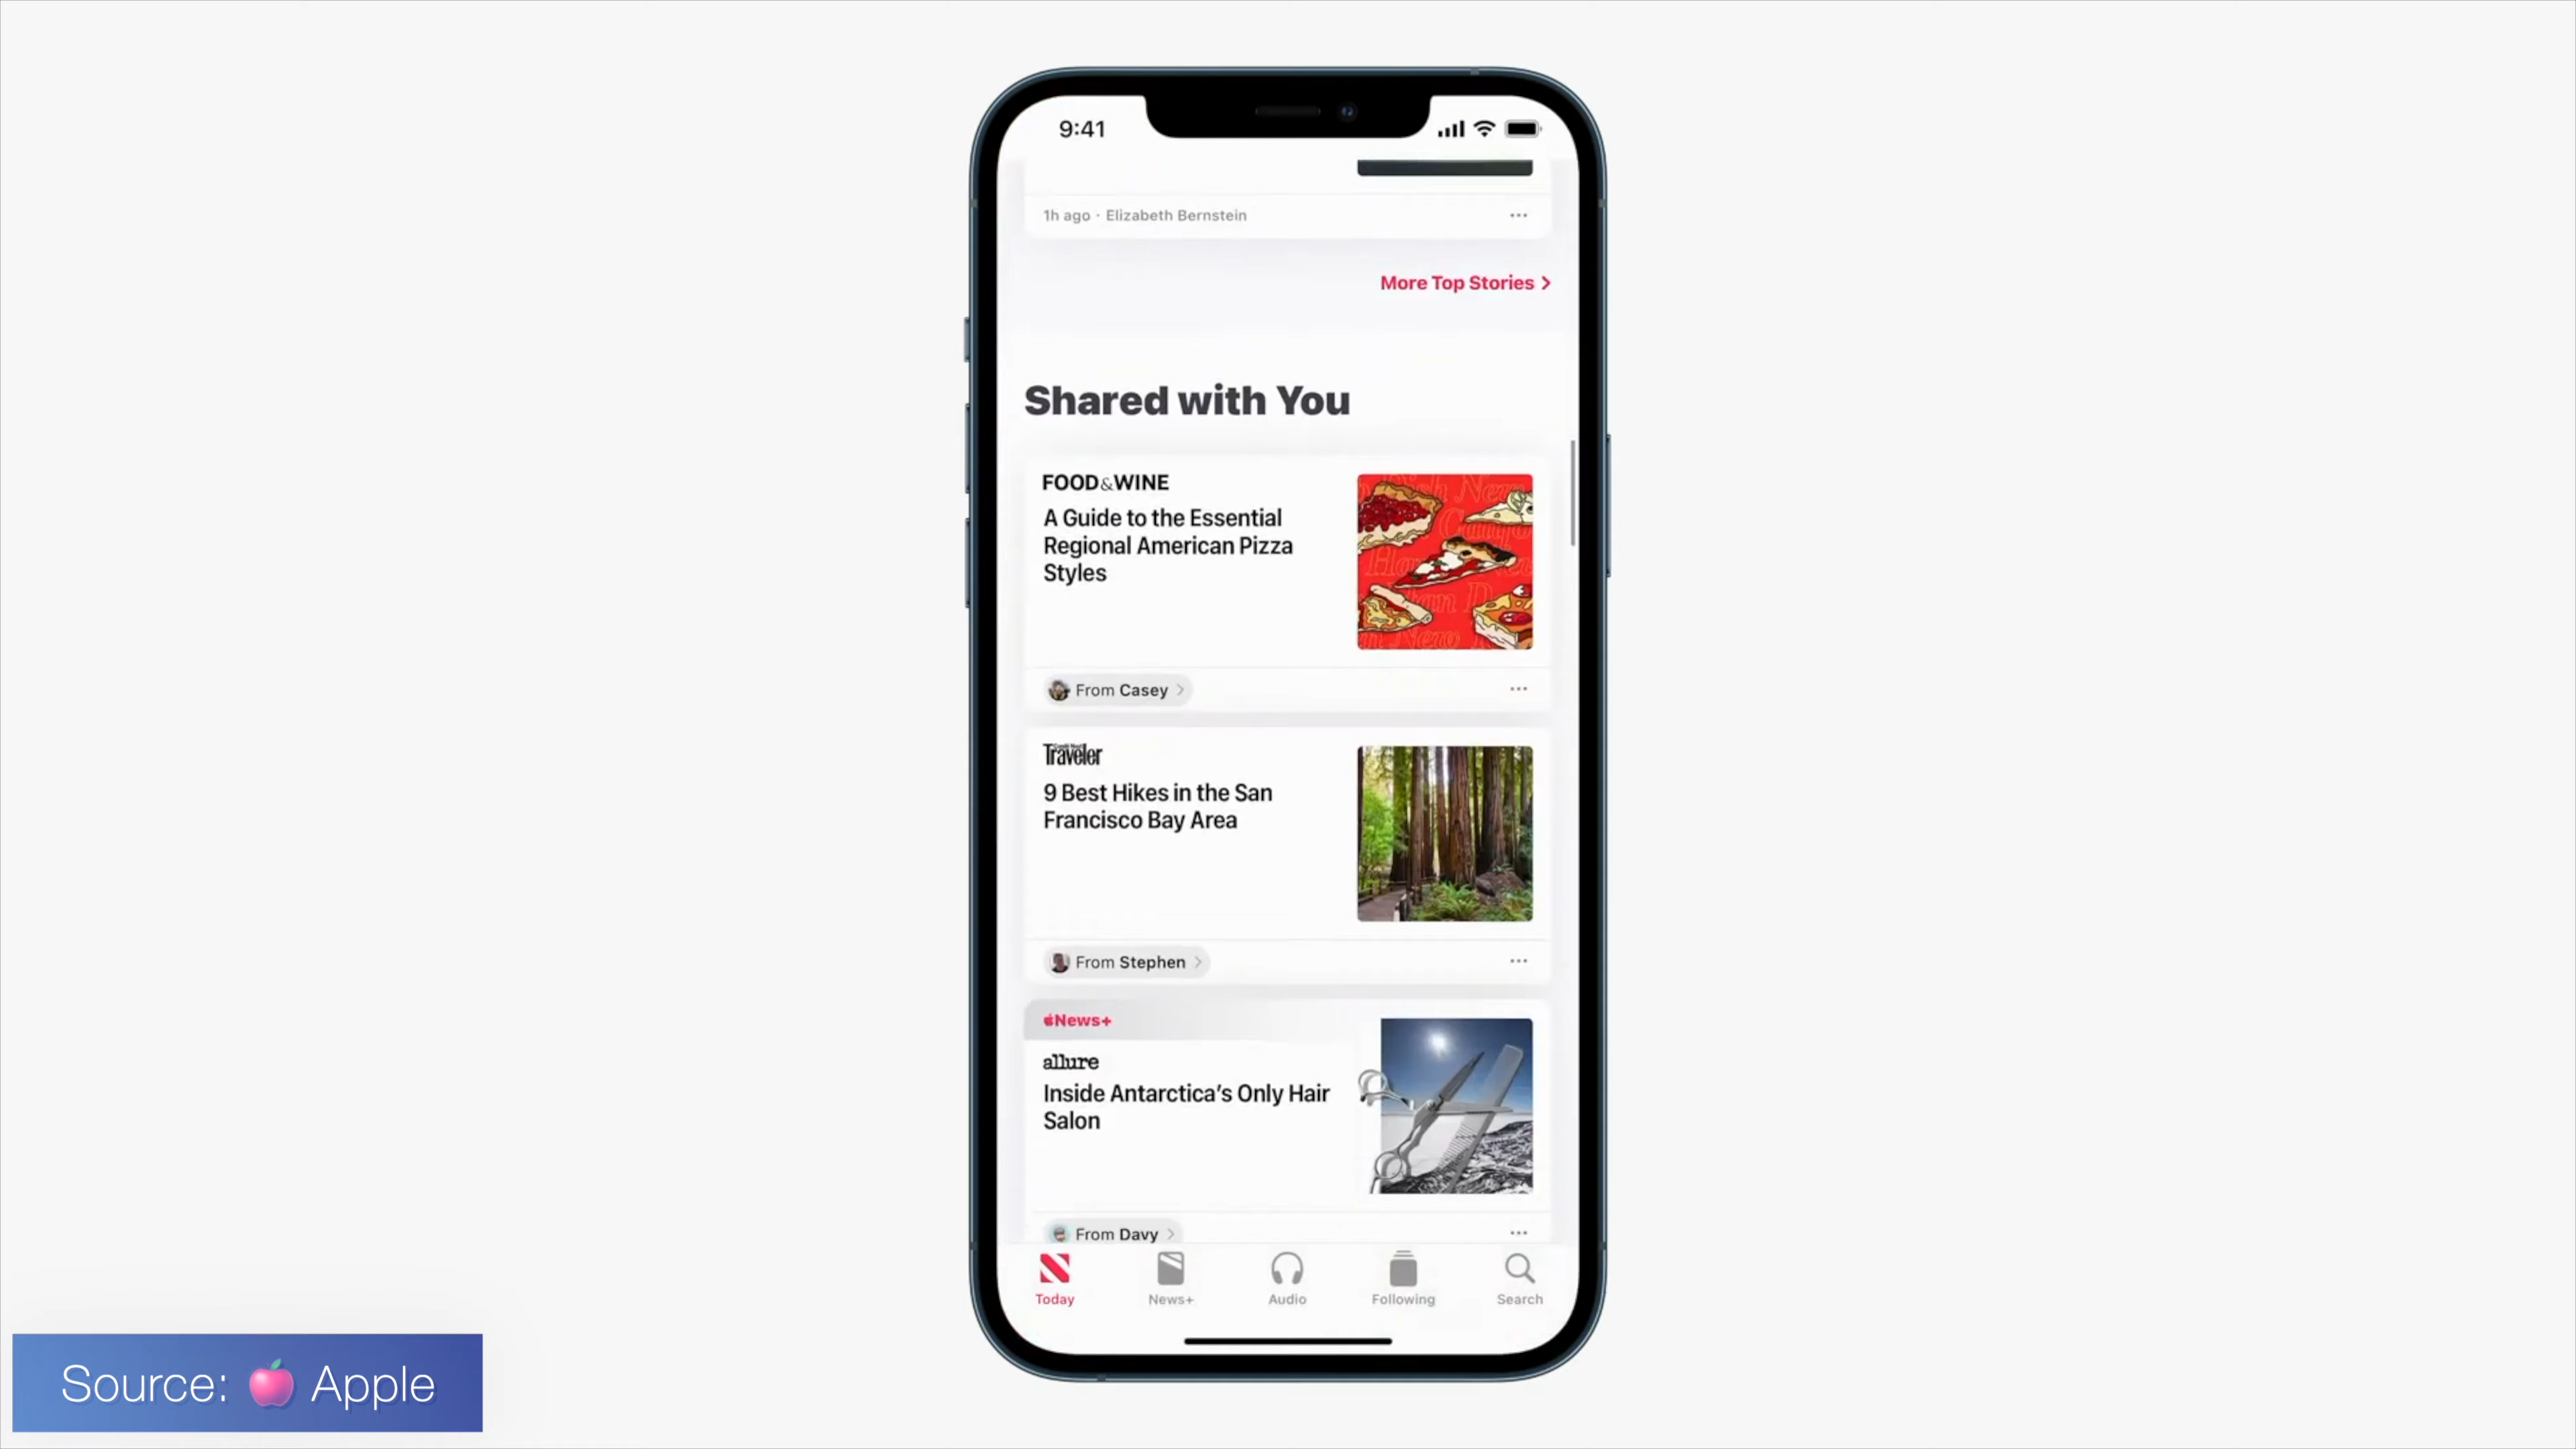 9:41
1h ago · Elizabeth Bernstein
More Top Stories
Shared with You
FOOD&WINE
A Guide to the Essential
Regional American Pizza
Styles
From Casey
Traveler
9 Best Hikes in the San
Francisco Bay Area
From Stephen
News+
allure
Inside Antarctica's Only Hair
Salon
From Davy
Today
News+
Audio
Following
Search
Source: 🍎 Apple